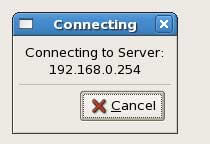 Connecting
Connecting to Server:
192.168.0.254
Cancel